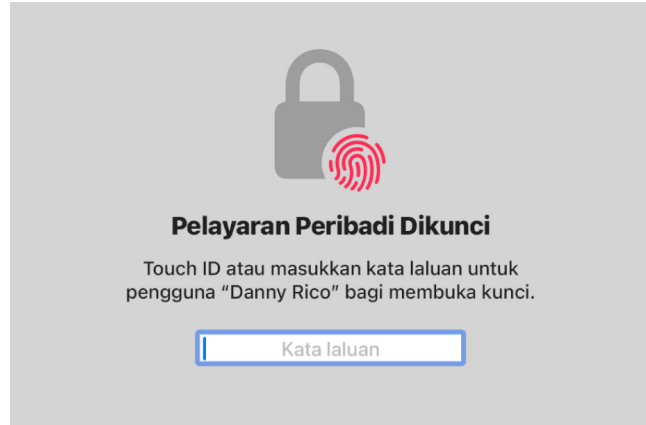 Pelayaran Peribadi Dikunci
Touch ID atau masukkan kata laluan untuk
pengguna “Danny Rico” bagi membuka kunci.
Kata laluan